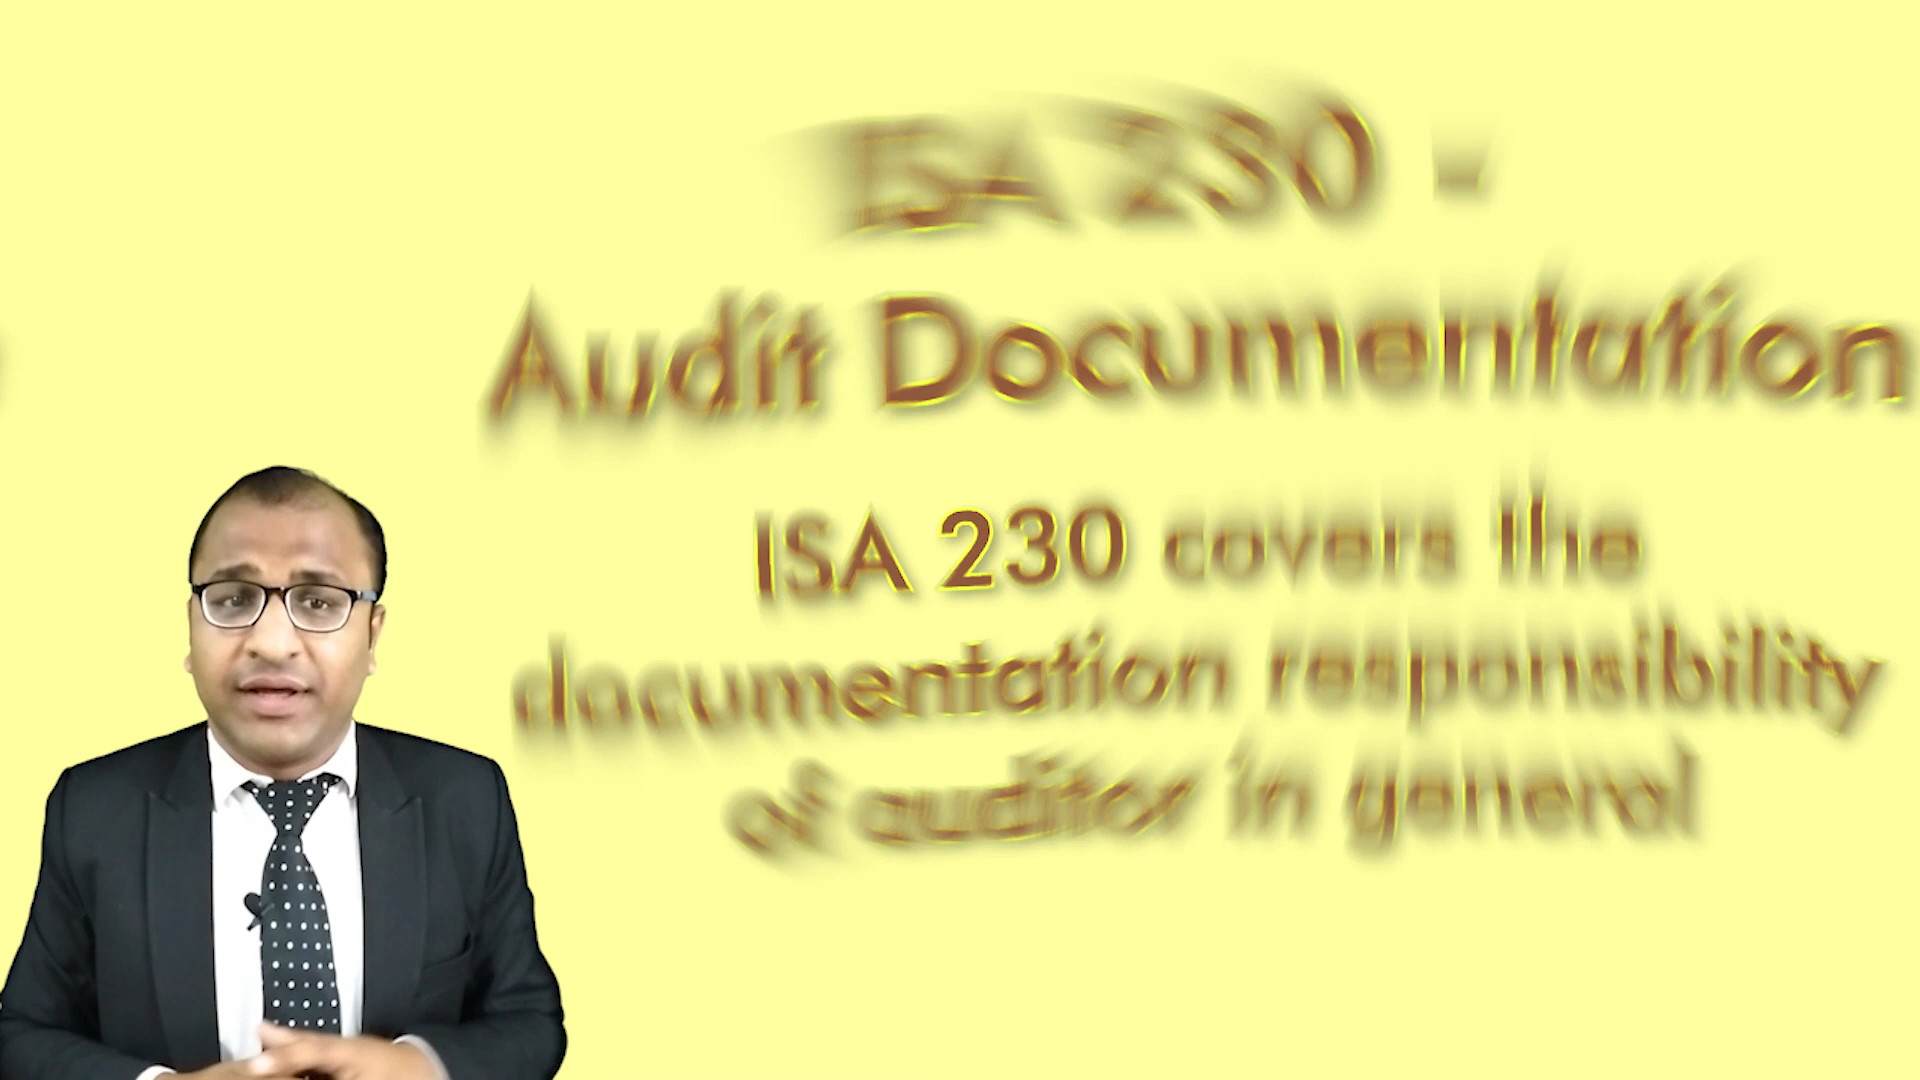 ISA 230 -
Audit Documentation
ISA 230 covers the
documentation responsibility
of auditor in general